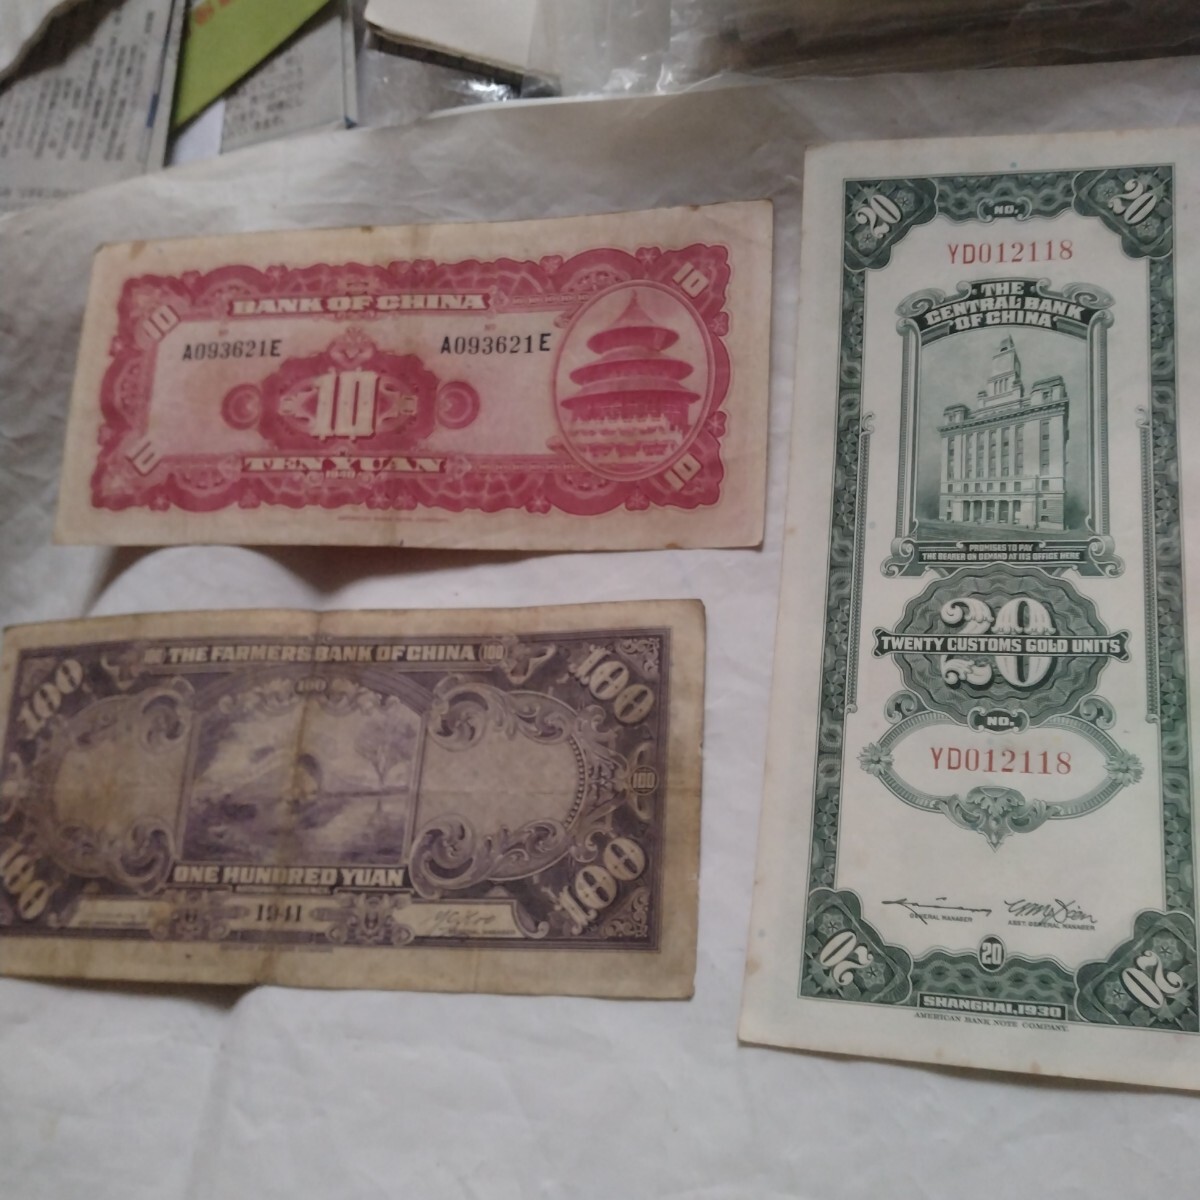 10
10
BANK OF CHINA
A093621E
NO
A093621E
10
TEN YUAN
1940
10
10
100
THE FARMERS BANK OF CHINA
100
100
100
100
ONE HUNDRED YUAN
1941
100
100
20
NO.
20
YD012118
THE
CENTRAL BANK
OF CHINA
PROMISES TO PAY
THE BEARER ON DEMAND AT ITS OFFICE HERE
20
TWENTY CUSTOMS GOLD UNITS
NO.
YD012118
GENERAL MANAGER
ASST. GENERAL MANAGER
20
20
20
SHANGHAI, 1930
AMERICAN BANK NOTE COMPANY.